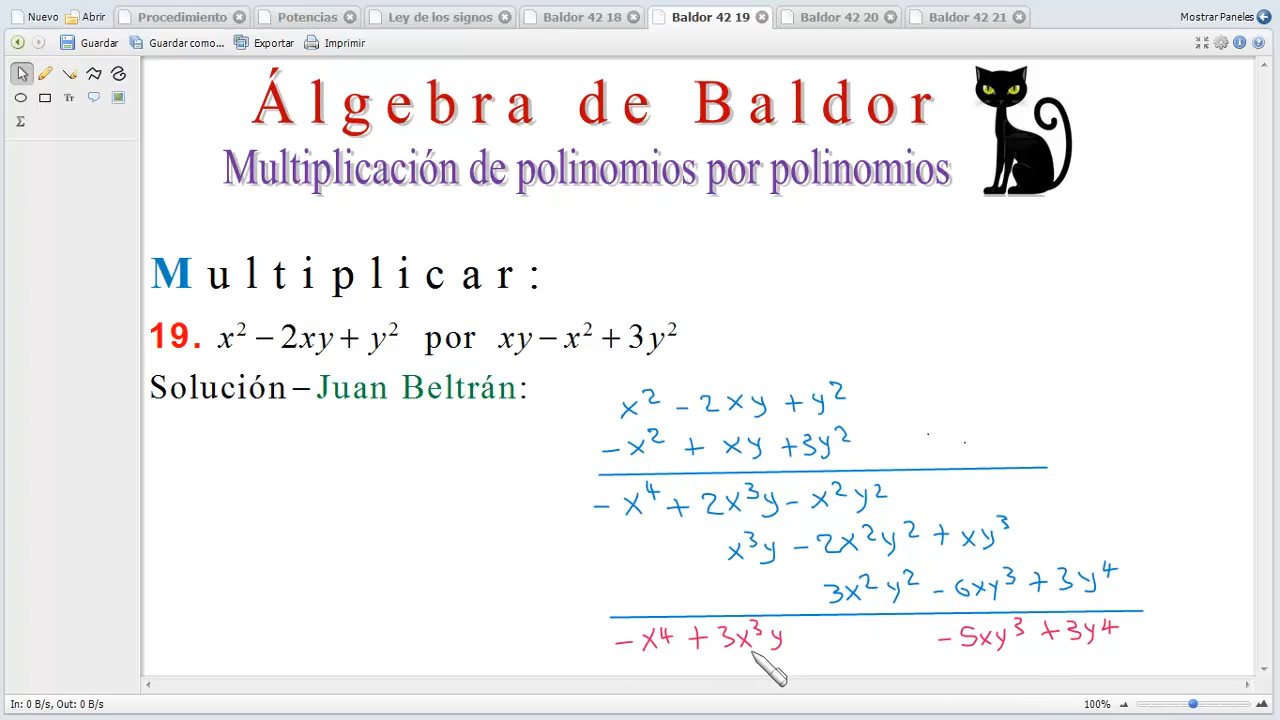 Nuevo Abrir Procedimiento Potencias Ley de los signos Baldor 42 18 Baldor 42 19 Baldor 42 20 Baldor 42 21 Mostrar Paneles
Guardar Guardar como... Exportar Imprimir
Tr
Σ
Álgebra de Baldor
Multiplicación de polinomios por polinomios
Multiplicar:
19. x² − 2xy + y² por xy − x² + 3y²
Solución – Juan Beltrán:
x² − 2xy + y²
− x² + xy + 3y²
− x⁴ + 2x³y − x²y²
x³y − 2x²y² + xy³
3x²y² − 6xy³ + 3y⁴
− x⁴ + 3x³y − 5xy³ + 3y⁴
In: 0 B/s, Out: 0 B/s 100%